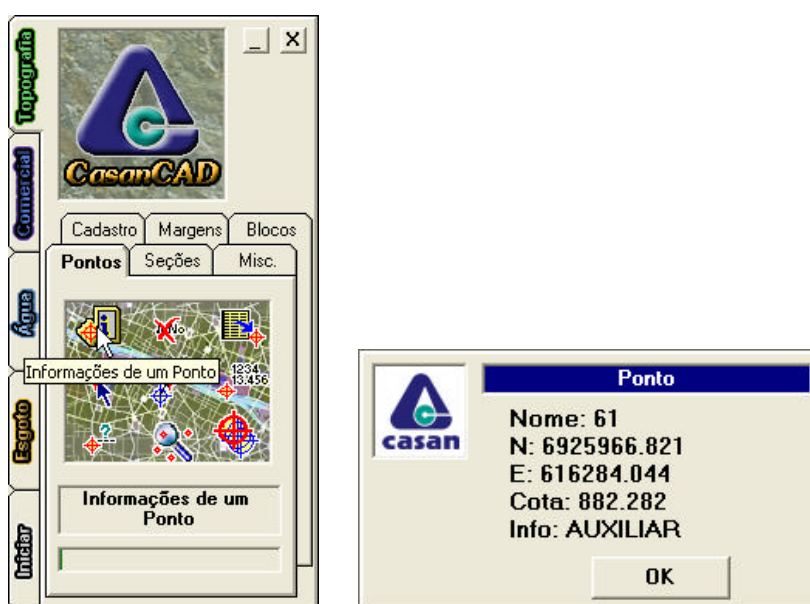 Topografia
Comercial
Água
Esgoto
Iniciar
_ X
CasanCAD
Cadastro Margens Blocos
Pontos Seções Misc.
Informações de um Ponto
1234
13.456
?
Informações de um
Ponto
casan
Ponto
Nome: 61
N: 6925966.821
E: 616284.044
Cota: 882.282
Info: AUXILIAR
OK